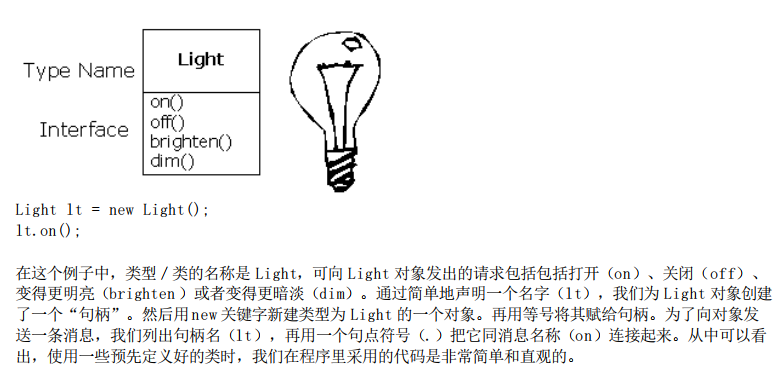 Type Name
Light
Interface
on()
off()
brighten()
dim()
Light lt = new Light();
lt.on();
在这个例子中，类型／类的名称是 Light，可向 Light 对象发出的请求包括包括打开（on）、关闭（off）、
变得更明亮（brighten）或者变得更暗淡（dim）。通过简单地声明一个名字（lt），我们为 Light 对象创建
了一个“句柄”。然后用 new 关键字新建类型为 Light 的一个对象。再用等号将其赋给句柄。为了向对象发
送一条消息，我们列出句柄名（lt），再用一个句点符号（.）把它同消息名称（on）连接起来。从中可以看
出，使用一些预先定义好的类时，我们在程序里采用的代码是非常简单和直观的。